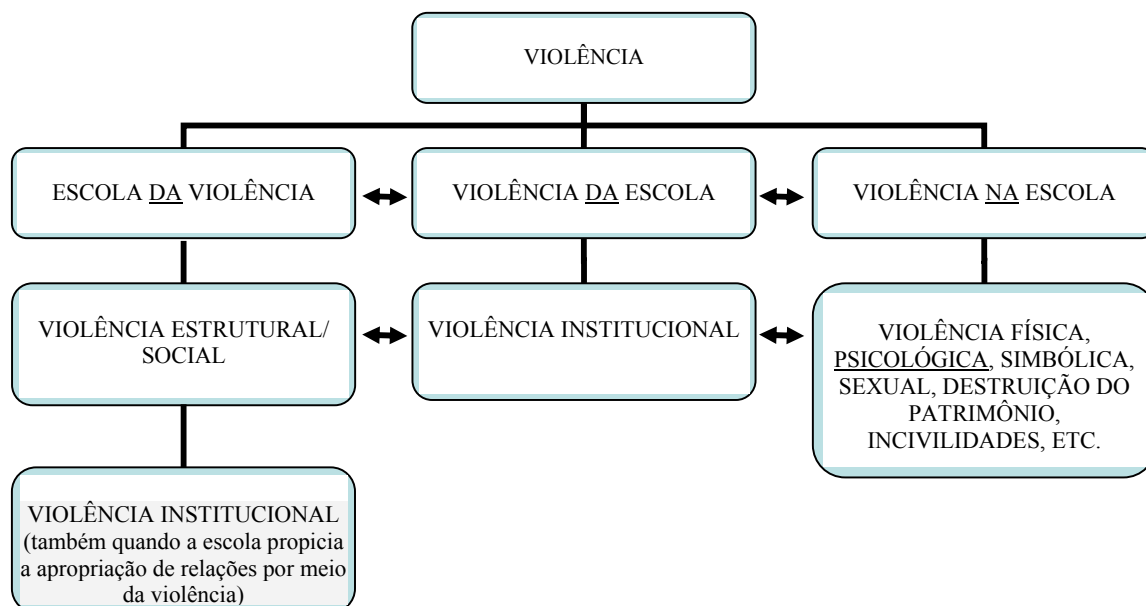 VIOLÊNCIA
ESCOLA DA VIOLÊNCIA
VIOLÊNCIA DA ESCOLA
VIOLÊNCIA NA ESCOLA
VIOLÊNCIA ESTRUTURAL/
SOCIAL
VIOLÊNCIA INSTITUCIONAL
VIOLÊNCIA FÍSICA,
PSICOLÓGICA, SIMBÓLICA,
SEXUAL, DESTRUIÇÃO DO
PATRIMÔNIO,
INCIVILIDADES, ETC.
VIOLÊNCIA INSTITUCIONAL
(também quando a escola propicia
a apropriação de relações por meio
da violência)